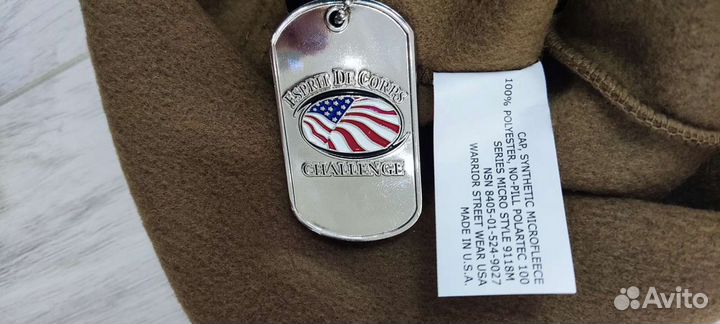 ESPRIT DE CORPS
CHALLENGE
CAP, SYNTHETIC MICROFLEECE
100% POLYESTER, NO-PILL POLARTEC 100
SERIES MICRO STYLE 9118M
NSN 8405-01-524-9027
WARRIOR STREET WEAR USA
MADE IN U.S.A.
Avito